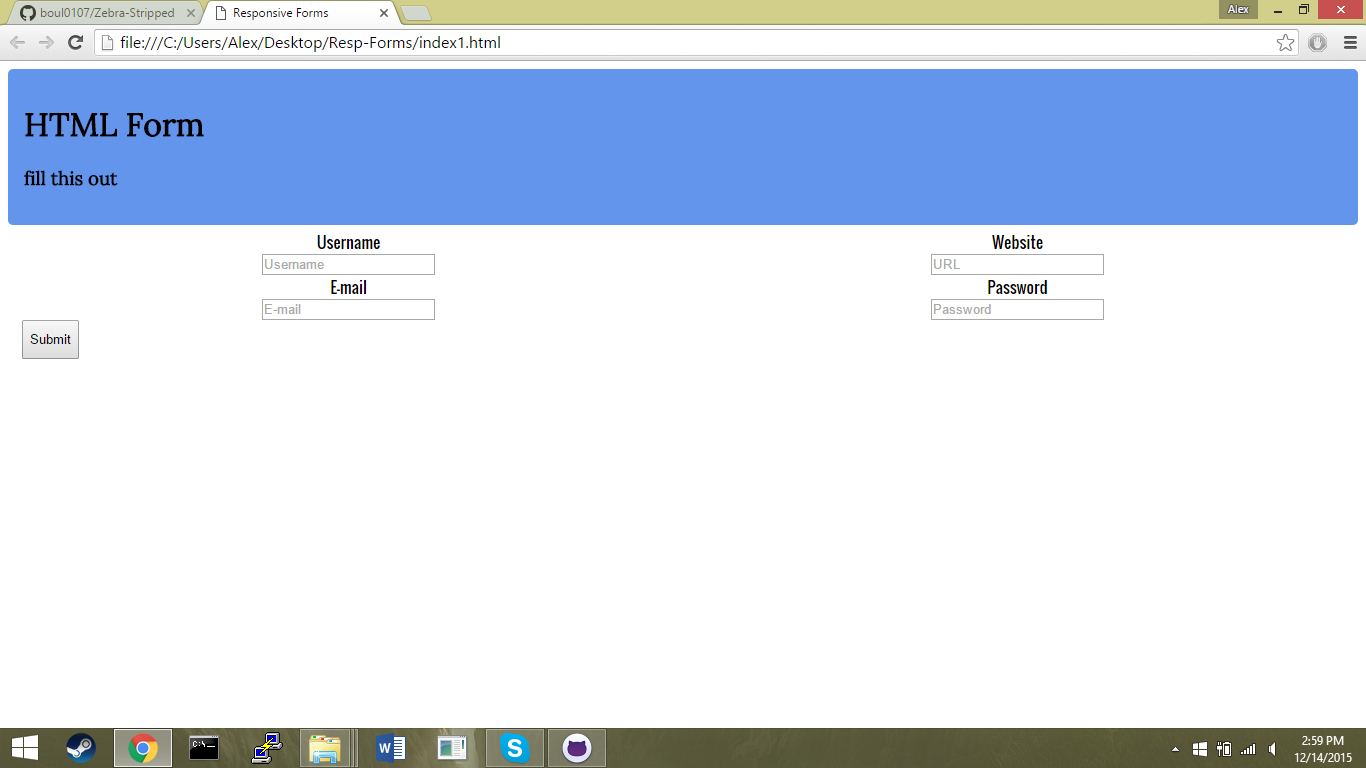 boul0107/Zebra-Stripped
Responsive Forms
Alex
file:///C:/Users/Alex/Desktop/Resp-Forms/index1.html
HTML Form
fill this out
Username
Website
Username
URL
E-mail
Password
E-mail
Password
Submit
C:\_
2:59 PM
12/14/2015